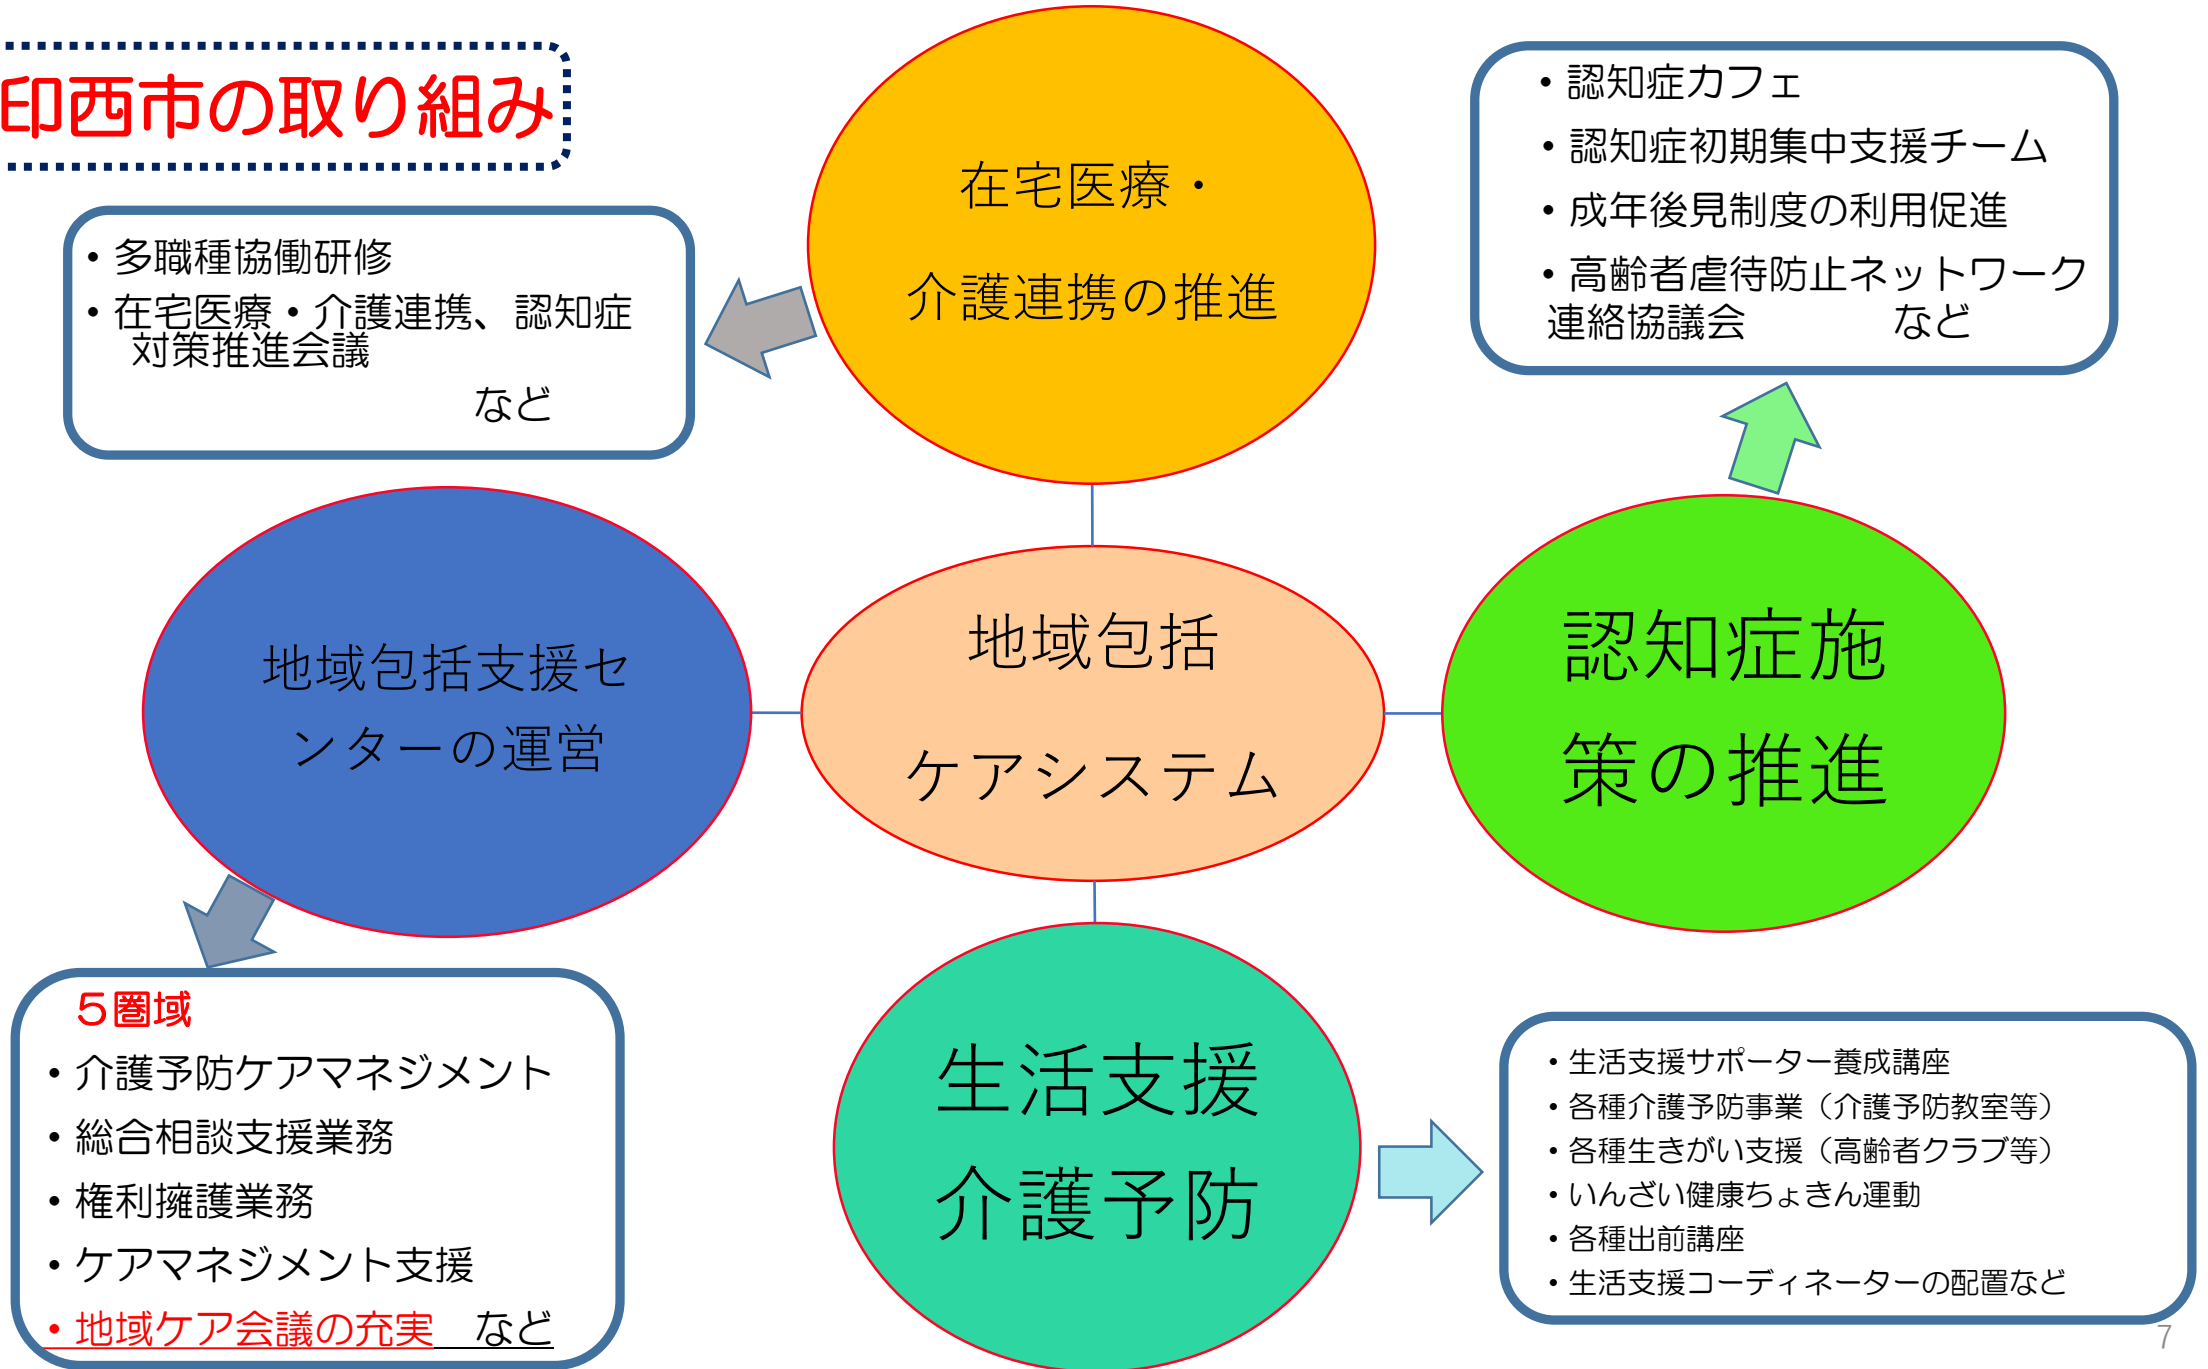 印西市の取り組み
在宅医療・
介護連携の推進
・多職種協働研修
・在宅医療・介護連携、認知症
対策推進会議
など
・認知症カフェ
・認知症初期集中支援チーム
・成年後見制度の利用促進
・高齢者虐待防止ネットワーク
連絡協議会　　　など
地域包括支援セ
ンターの運営
地域包括
ケアシステム
認知症施
策の推進
５圏域
・介護予防ケアマネジメント
・総合相談支援業務
・権利擁護業務
・ケアマネジメント支援
・地域ケア会議の充実　など
生活支援
介護予防
・生活支援サポーター養成講座
・各種介護予防事業（介護予防教室等）
・各種生きがい支援（高齢者クラブ等）
・いんざい健康ちょきん運動
・各種出前講座
・生活支援コーディネーターの配置など
7